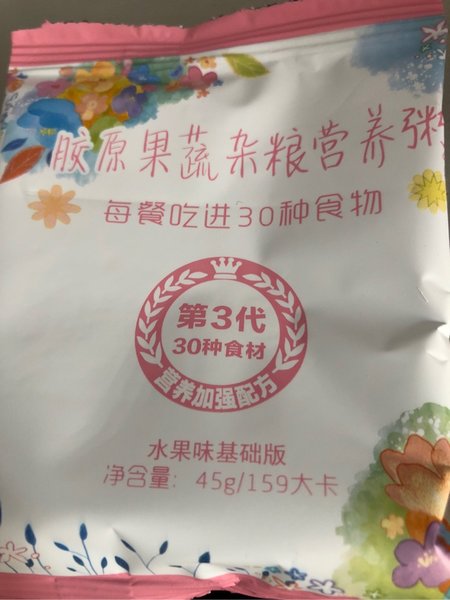 胶原果蔬杂粮营养粥
每餐吃进30种食物
第3代
30种食材
营养加强配方
水果味基础版
净含量：45g/159大卡